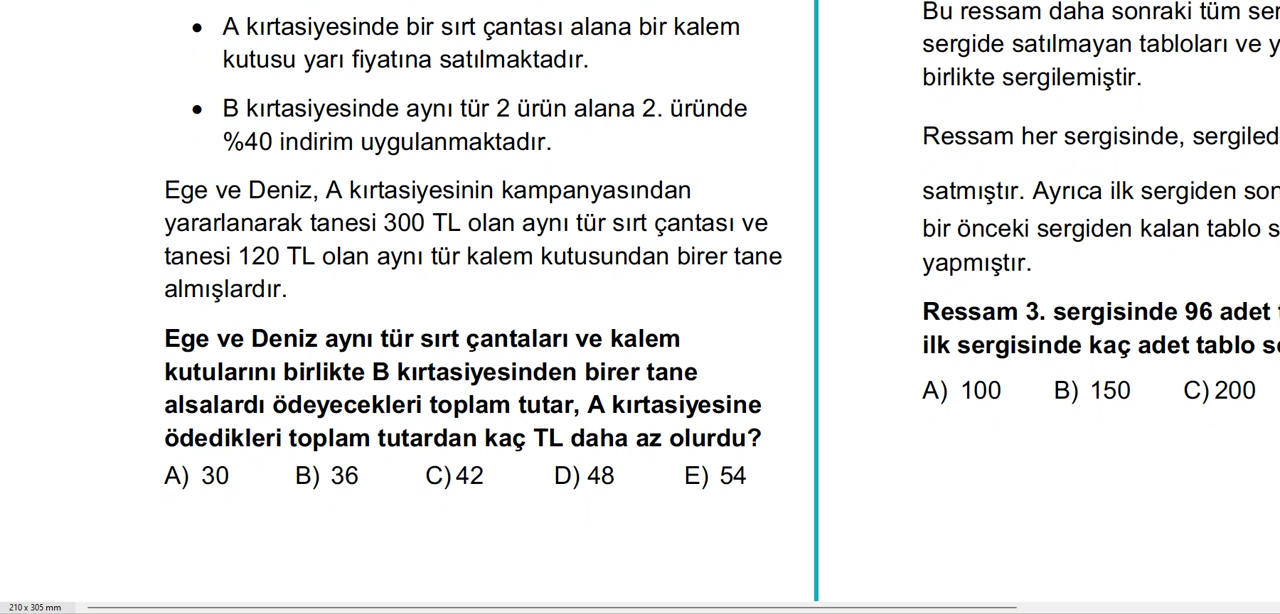 • A kırtasiyesinde bir sırt çantası alana bir kalem
kutusu yarı fiyatına satılmaktadır.
• B kırtasiyesinde aynı tür 2 ürün alana 2. üründe
%40 indirim uygulanmaktadır.
Ege ve Deniz, A kırtasiyesinin kampanyasından
yararlanarak tanesi 300 TL olan aynı tür sırt çantası ve
tanesi 120 TL olan aynı tür kalem kutusundan birer tane
almışlardır.
Ege ve Deniz aynı tür sırt çantaları ve kalem
kutularını birlikte B kırtasiyesinden birer tane
alsalardı ödeyecekleri toplam tutar, A kırtasiyesine
ödedikleri toplam tutardan kaç TL daha az olurdu?
A) 30 B) 36 C) 42 D) 48 E) 54
Bu ressam daha sonraki tüm ser
sergide satılmayan tabloları ve y
birlikte sergilemiştir.
Ressam her sergisinde, sergiled
satmıştır. Ayrıca ilk sergiden son
bir önceki sergiden kalan tablo s
yapmıştır.
Ressam 3. sergisinde 96 adet
ilk sergisinde kaç adet tablo se
A) 100 B) 150 C) 200
210 x 305 mm